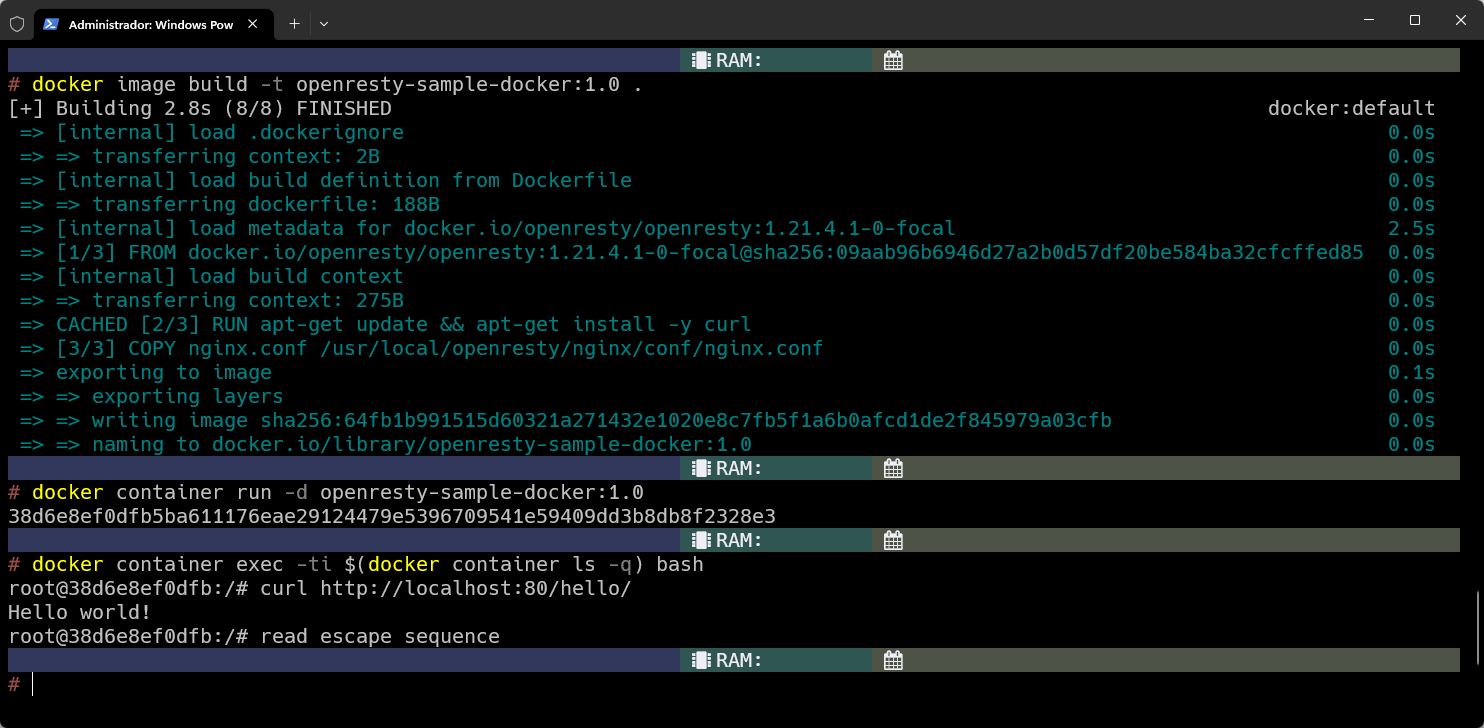 Administrador: Windows Pow
RAM:
# docker image build -t openresty-sample-docker:1.0 .
[+] Building 2.8s (8/8) FINISHED docker:default
=> [internal] load .dockerignore 0.0s
=> => transferring context: 2B 0.0s
=> [internal] load build definition from Dockerfile 0.0s
=> => transferring dockerfile: 188B 0.0s
=> [internal] load metadata for docker.io/openresty/openresty:1.21.4.1-0-focal 2.5s
=> [1/3] FROM docker.io/openresty/openresty:1.21.4.1-0-focal@sha256:09aab96b6946d27a2b0d57df20be584ba32cfcffed85 0.0s
=> [internal] load build context 0.0s
=> => transferring context: 275B 0.0s
=> CACHED [2/3] RUN apt-get update && apt-get install -y curl 0.0s
=> [3/3] COPY nginx.conf /usr/local/openresty/nginx/conf/nginx.conf 0.0s
=> exporting to image 0.1s
=> => exporting layers 0.0s
=> => writing image sha256:64fb1b991515d60321a271432e1020e8c7fb5f1a6b0afcd1de2f845979a03cfb 0.0s
=> => naming to docker.io/library/openresty-sample-docker:1.0 0.0s
RAM:
# docker container run -d openresty-sample-docker:1.0
38d6e8ef0dfb5ba611176eae29124479e5396709541e59409dd3b8db8f2328e3
RAM:
# docker container exec -ti $(docker container ls -q) bash
root@38d6e8ef0dfb:/# curl http://localhost:80/hello/
Hello world!
root@38d6e8ef0dfb:/# read escape sequence
RAM:
#